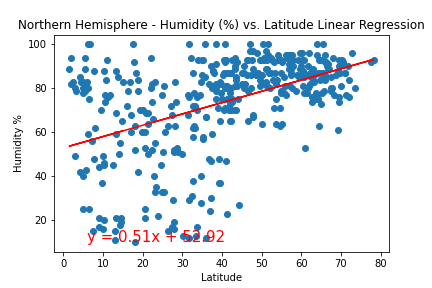 Northern Hemisphere - Humidity (%) vs. Latitude Linear Regression
100
80
60
40
20
Humidity %
y = 0.51x + 52.92
0 10 20 30 40 50 60 70 80
Latitude